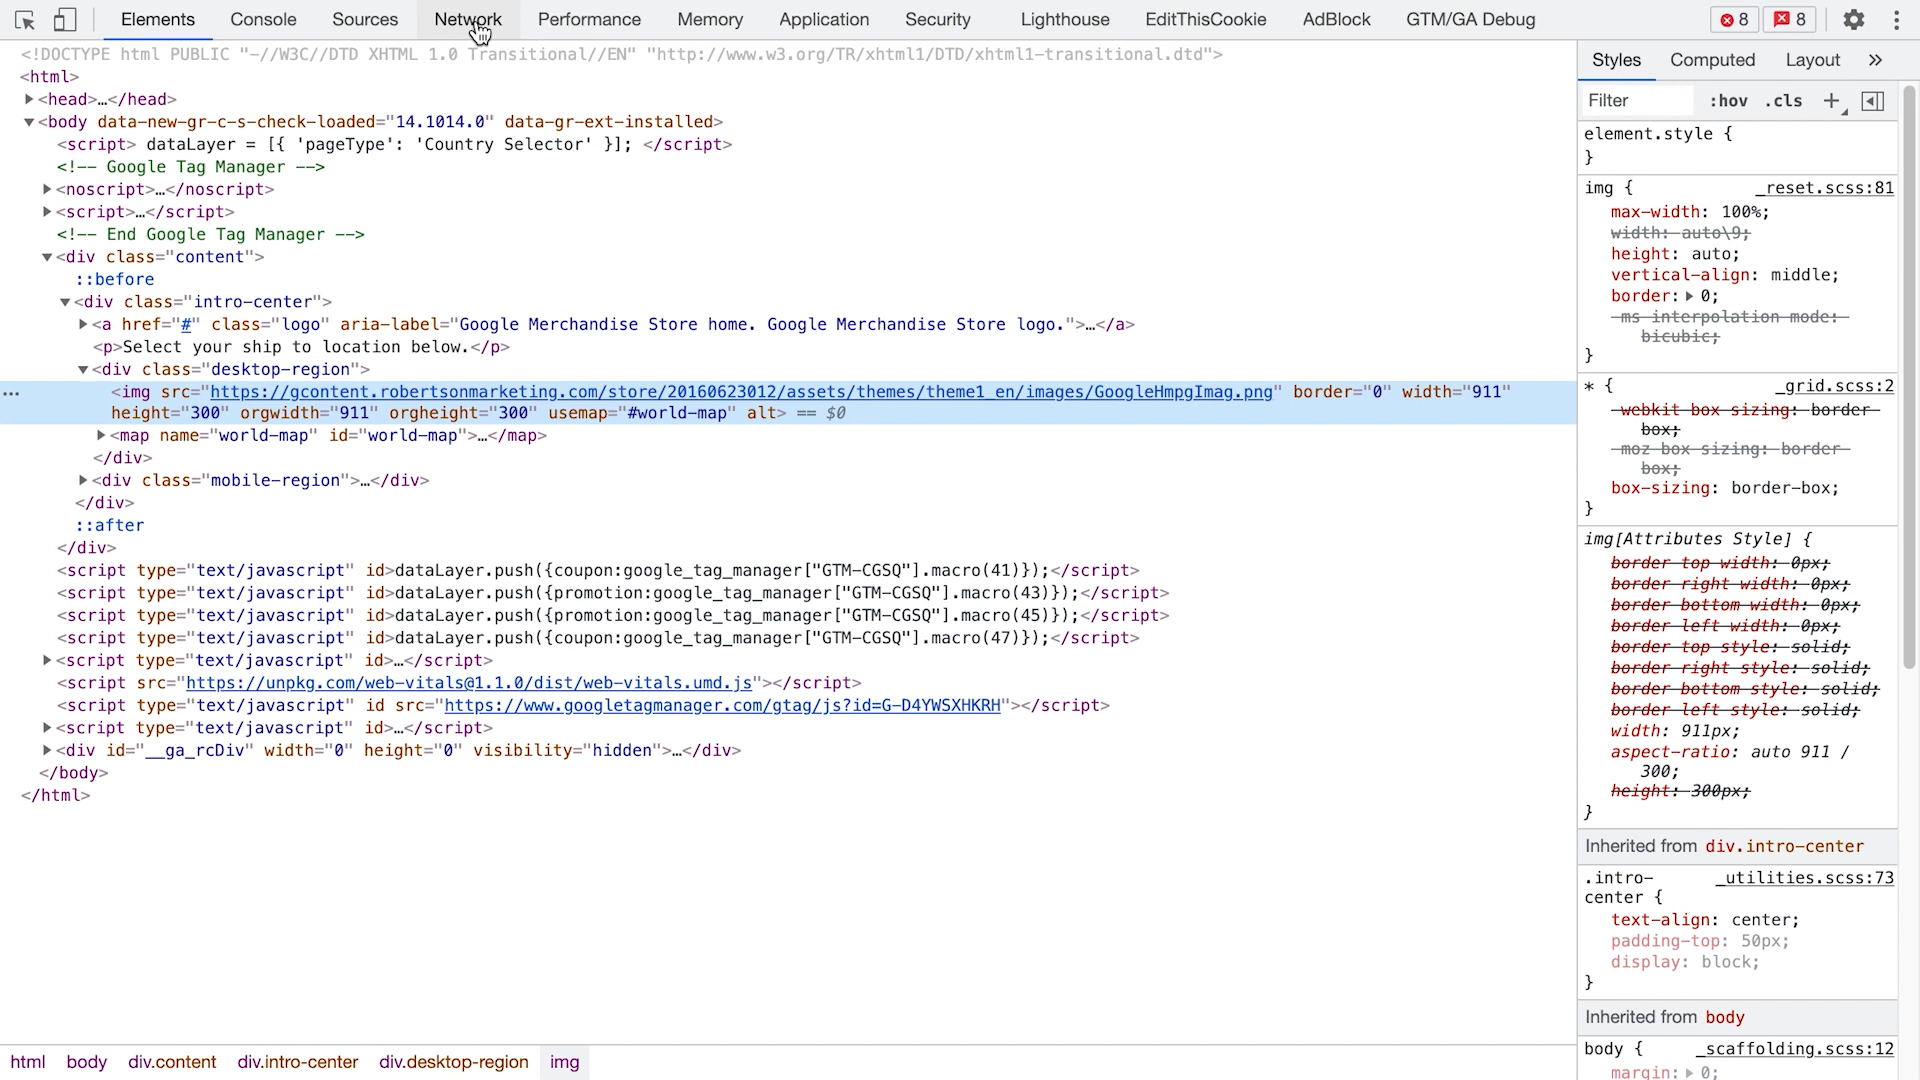 Elements Console Sources Network Performance Memory Application Security Lighthouse EditThisCookie AdBlock GTM/GA Debug 8 8
<!DOCTYPE html PUBLIC "-//W3C//DTD XHTML 1.0 Transitional//EN" "http://www.w3.org/TR/xhtml1/DTD/xhtml1-transitional.dtd">
<html>
<head>…</head>
<body data-new-gr-c-s-check-loaded="14.1014.0" data-gr-ext-installed>
<script> dataLayer = [{ 'pageType': 'Country Selector' }]; </script>
<!-- Google Tag Manager -->
<noscript>…</noscript>
<script>…</script>
<!-- End Google Tag Manager -->
<div class="content">
::before
<div class="intro-center">
<a href="#" class="logo" aria-label="Google Merchandise Store home. Google Merchandise Store logo.">…</a>
<p>Select your ship to location below.</p>
<div class="desktop-region">
<img src="https://gcontent.robertsonmarketing.com/store/20160623012/assets/themes/theme1_en/images/GoogleHmpgImag.png" border="0" width="911"
height="300" orgwidth="911" orgheight="300" usemap="#world-map" alt> == $0
<map name="world-map" id="world-map">…</map>
</div>
<div class="mobile-region">…</div>
</div>
::after
</div>
<script type="text/javascript" id>dataLayer.push({coupon:google_tag_manager["GTM-CGSQ"].macro(41)});</script>
<script type="text/javascript" id>dataLayer.push({promotion:google_tag_manager["GTM-CGSQ"].macro(43)});</script>
<script type="text/javascript" id>dataLayer.push({promotion:google_tag_manager["GTM-CGSQ"].macro(45)});</script>
<script type="text/javascript" id>dataLayer.push({coupon:google_tag_manager["GTM-CGSQ"].macro(47)});</script>
<script type="text/javascript" id>…</script>
<script src="https://unpkg.com/web-vitals@1.1.0/dist/web-vitals.umd.js"></script>
<script type="text/javascript" id src="https://www.googletagmanager.com/gtag/js?id=G-D4YWSXHKRH"></script>
<script type="text/javascript" id>…</script>
<div id="__ga_rcDiv" width="0" height="0" visibility="hidden">…</div>
</body>
</html>
html body div.content div.intro-center div.desktop-region img
Styles Computed Layout »
Filter :hov .cls +
element.style {
}
img { _reset.scss:81
max-width: 100%;
width: auto\9;
height: auto;
vertical-align: middle;
border: 0;
-ms-interpolation-mode:
bicubic;
}
* { _grid.scss:2
-webkit-box-sizing: border-
box;
-moz-box-sizing: border-
box;
box-sizing: border-box;
}
img[Attributes Style] {
border-top-width: 0px;
border-right-width: 0px;
border-bottom-width: 0px;
border-left-width: 0px;
border-top-style: solid;
border-right-style: solid;
border-bottom-style: solid;
border-left-style: solid;
width: 911px;
aspect-ratio: auto 911 /
300;
height: 300px;
}
Inherited from div.intro-center
.intro- _utilities.scss:73
center {
text-align: center;
padding-top: 50px;
display: block;
}
Inherited from body
body { _scaffolding.scss:12
margin: 0;